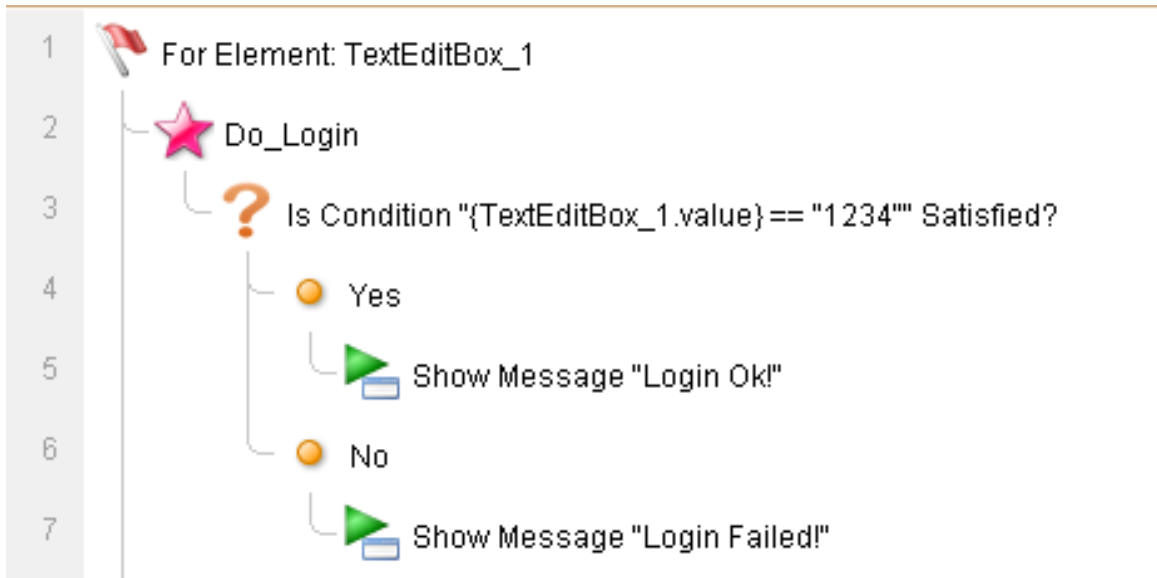 1 For Element: TextEditBox_1
2 Do_Login
3 Is Condition "{TextEditBox_1.value} == "1234"" Satisfied?
4 Yes
5 Show Message "Login Ok!"
6 No
7 Show Message "Login Failed!"